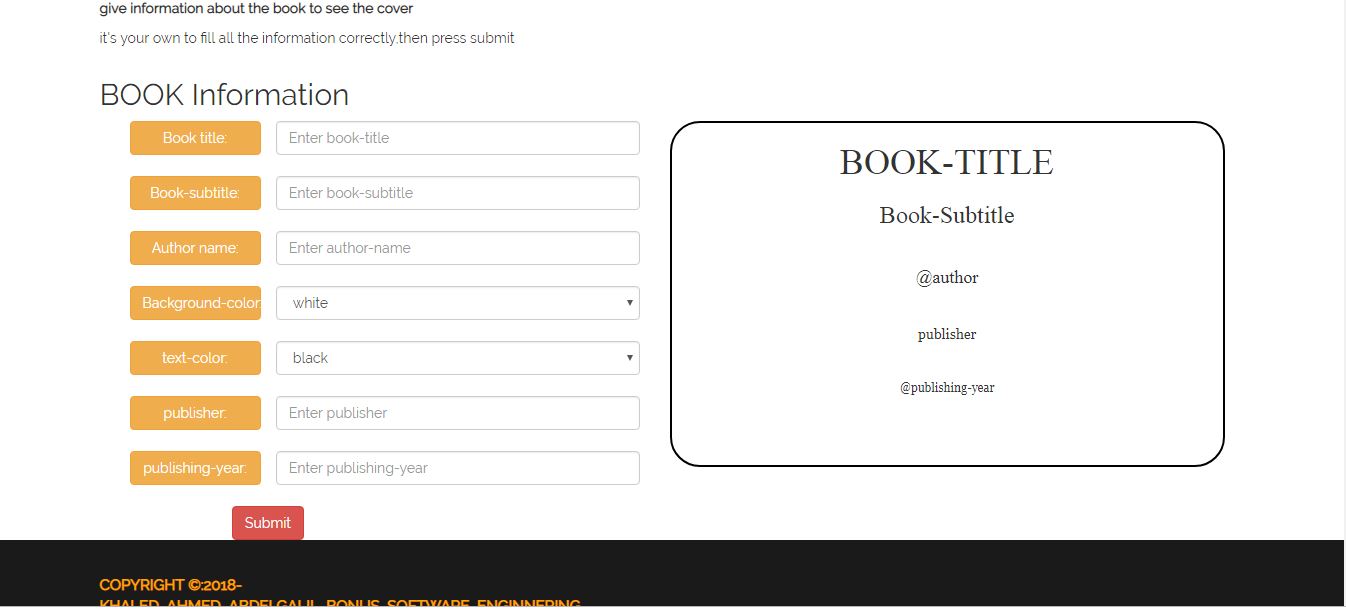 give information about the book to see the cover
it's your own to fill all the information correctly,then press submit
BOOK Information
Book title:
Enter book-title
Book-subtitle:
Enter book-subtitle
Author name:
Enter author-name
Background-color:
white
text-color:
black
publisher:
Enter publisher
publishing-year:
Enter publishing-year
Submit
BOOK-TITLE
Book-Subtitle
@author
publisher
@publishing-year
COPYRIGHT ©:2018-
KHALED_AHMED_ABDELGALIL_BONUS_SOFTWARE_ENGINNERING